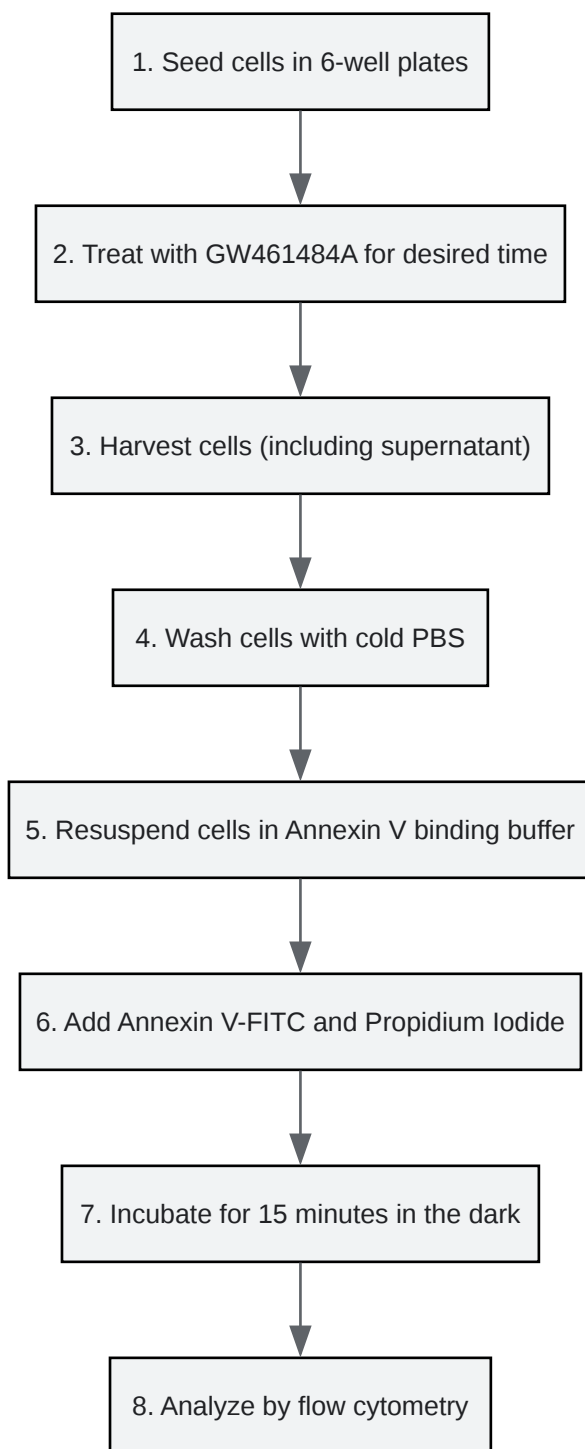 1. Seed cells in 6-well plates
2. Treat with GW461484A for desired time
3. Harvest cells (including supernatant)
4. Wash cells with cold PBS
5. Resuspend cells in Annexin V binding buffer
6. Add Annexin V-FITC and Propidium Iodide
7. Incubate for 15 minutes in the dark
8. Analyze by flow cytometry